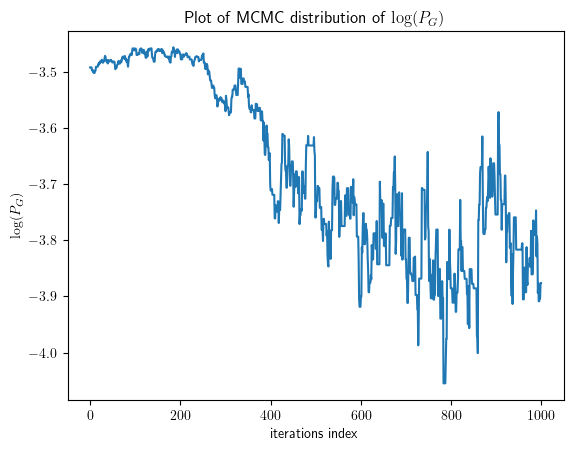 Plot of MCMC distribution of log(P_G)
log(P_G)
−3.5
−3.6
−3.7
−3.8
−3.9
−4.0
0 200 400 600 800 1000
iterations index